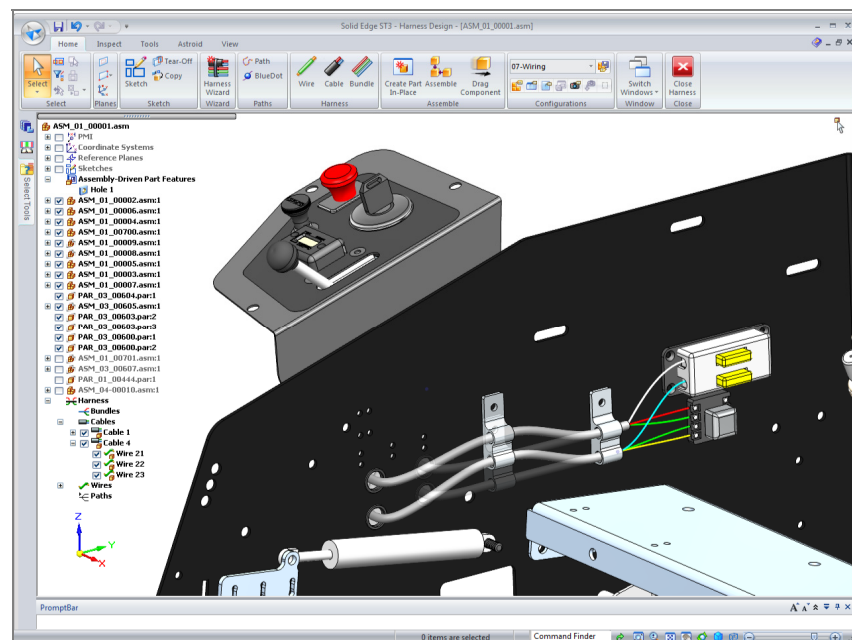 Solid Edge ST3 - Harness Design - [ASM_01_00001.asm]
Home Inspect Tools Astroid View
Select
Select
Planes
Sketch
Tear-Off
Copy
Sketch
Harness Wizard
Wizard
Path
BlueDot
Paths
Wire Cable Bundle
Harness
Create Part In-Place
Assemble
Drag Component
Assemble
07-Wiring
Configurations
Switch Windows
Window
Close Harness
Close
Select Tools
ASM_01_00001.asm
PMI
Coordinate Systems
Reference Planes
Sketches
Assembly-Driven Part Features
Hole 1
ASM_01_00002.asm:1
ASM_01_00006.asm:1
ASM_01_00004.asm:1
ASM_01_00700.asm:1
ASM_01_00009.asm:1
ASM_01_00008.asm:1
ASM_01_00005.asm:1
ASM_01_00003.asm:1
ASM_01_00007.asm:1
PAR_03_00604.par:1
ASM_03_00605.asm:1
PAR_03_00603.par:2
PAR_03_00603.par:3
PAR_03_00600.par:1
PAR_03_00600.par:2
ASM_01_00701.asm:1
ASM_03_00607.asm:1
PAR_01_00444.par:1
ASM_04-00010.asm:1
Harness
Bundles
Cables
Cable 1
Cable 4
Wire 21
Wire 22
Wire 23
Wires
Paths
Z
Y
X
PromptBar
0 items are selected
Command Finder